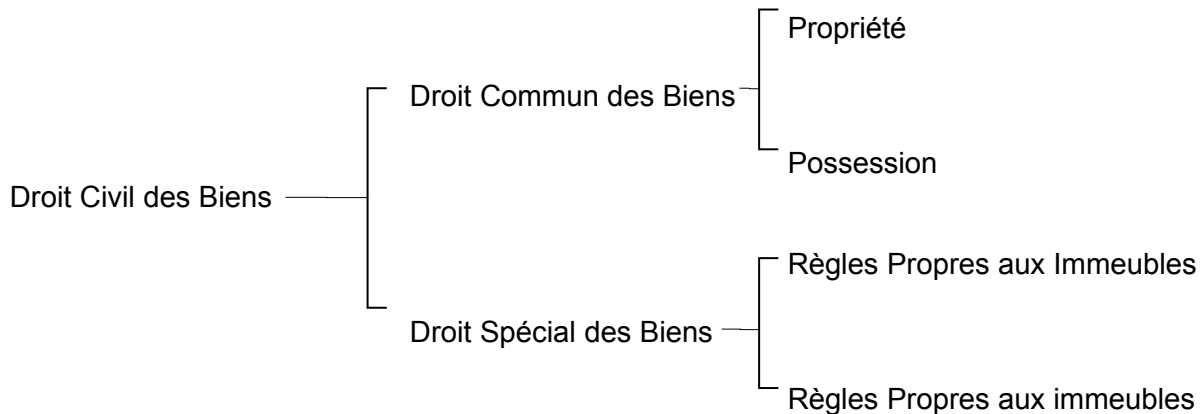 Propriété
Droit Commun des Biens
Possession
Droit Civil des Biens
Règles Propres aux Immeubles
Droit Spécial des Biens
Règles Propres aux immeubles